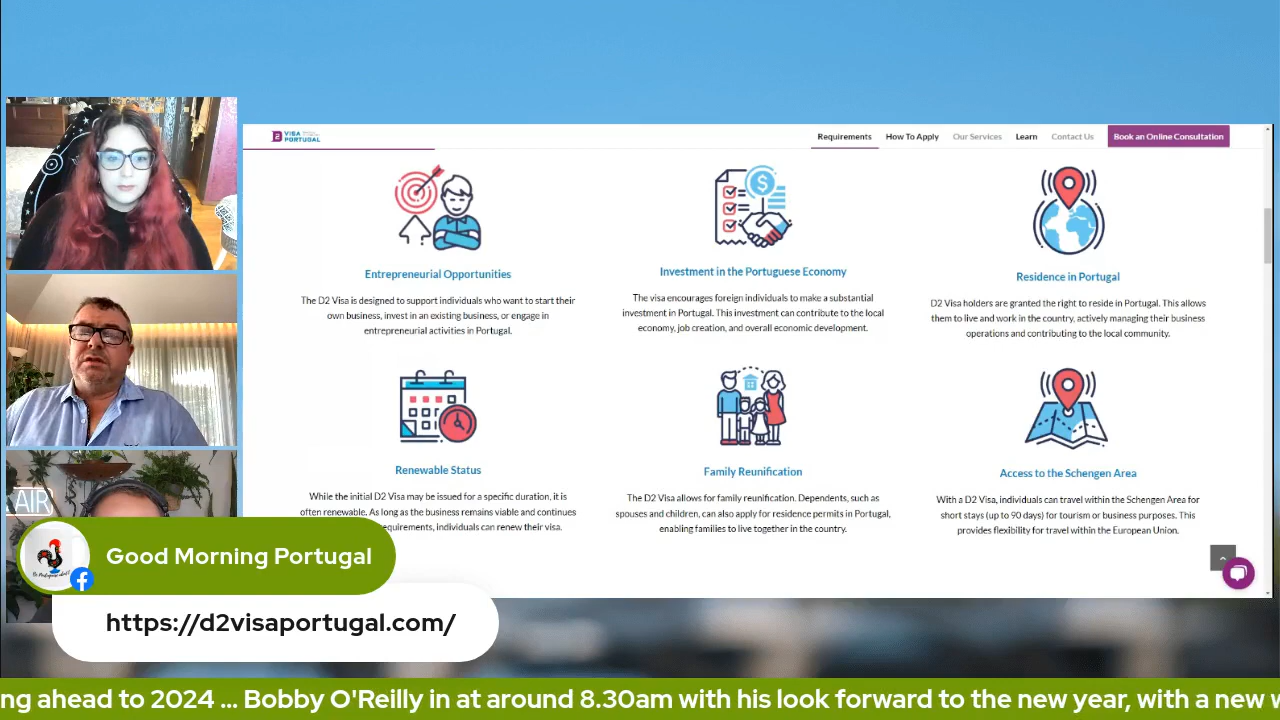 VISA
PORTUGAL
Requirements
How To Apply
Our Services
Learn
Contact Us
Book an Online Consultation
Entrepreneurial Opportunities
The D2 Visa is designed to support individuals who want to start their
own business, invest in an existing business, or engage in
entrepreneurial activities in Portugal.
Investment in the Portuguese Economy
The visa encourages foreign individuals to make a substantial
investment in Portugal. This investment can contribute to the local
economy, job creation, and overall economic development.
Residence in Portugal
D2 Visa holders are granted the right to reside in Portugal. This allows
them to live and work in the country, actively managing their business
operations and contributing to the local community.
Renewable Status
While the initial D2 Visa may be issued for a specific duration, it is
often renewable. As long as the business remains viable and continues
equirements, individuals can renew their visa.
Family Reunification
The D2 Visa allows for family reunification. Dependents, such as
spouses and children, can also apply for residence permits in Portugal,
enabling families to live together in the country.
Access to the Schengen Area
With a D2 Visa, individuals can travel within the Schengen Area for
short stays (up to 90 days) for tourism or business purposes. This
provides flexibility for travel within the European Union.
AIR
Good Morning Portugal
https://d2visaportugal.com/
ng ahead to 2024 ... Bobby O'Reilly in at around 8.30am with his look forward to the new year, with a new w